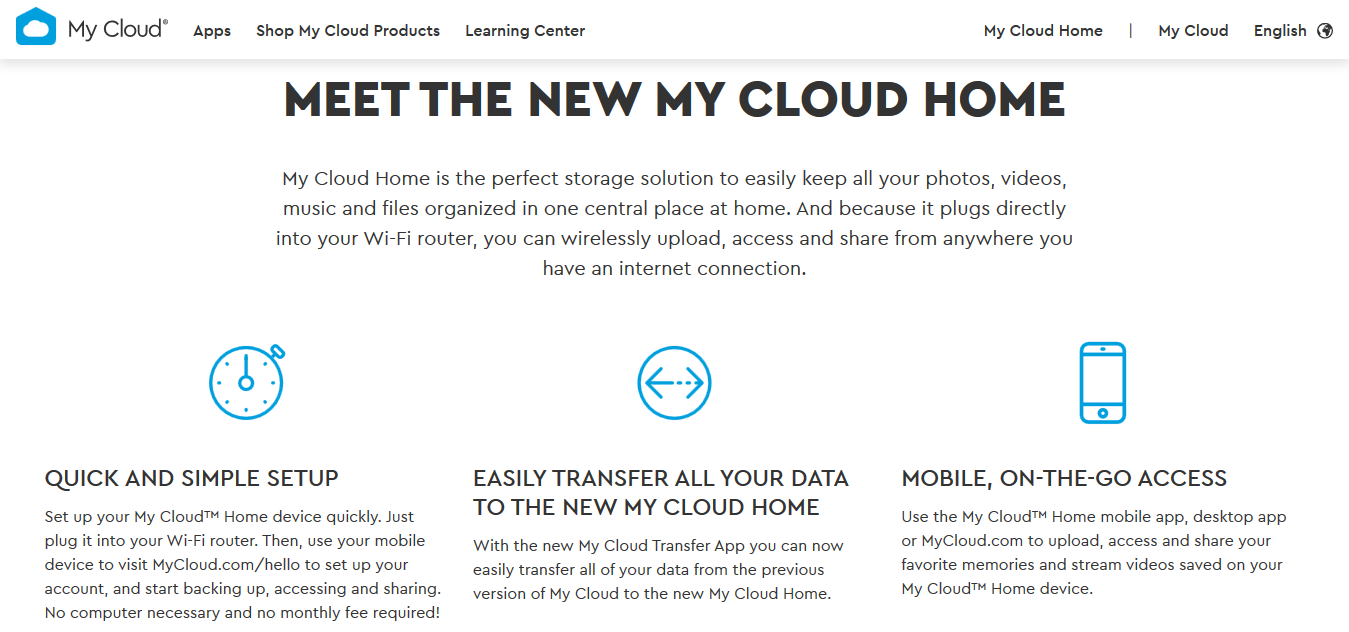 My Cloud® Apps Shop My Cloud Products Learning Center My Cloud Home | My Cloud English
MEET THE NEW MY CLOUD HOME
My Cloud Home is the perfect storage solution to easily keep all your photos, videos,
music and files organized in one central place at home. And because it plugs directly
into your Wi-Fi router, you can wirelessly upload, access and share from anywhere you
have an internet connection.
QUICK AND SIMPLE SETUP
Set up your My Cloud™ Home device quickly. Just
plug it into your Wi-Fi router. Then, use your mobile
device to visit MyCloud.com/hello to set up your
account, and start backing up, accessing and sharing.
No computer necessary and no monthly fee required!
EASILY TRANSFER ALL YOUR DATA
TO THE NEW MY CLOUD HOME
With the new My Cloud Transfer App you can now
easily transfer all of your data from the previous
version of My Cloud to the new My Cloud Home.
MOBILE, ON-THE-GO ACCESS
Use the My Cloud™ Home mobile app, desktop app
or MyCloud.com to upload, access and share your
favorite memories and stream videos saved on your
My Cloud™ Home device.